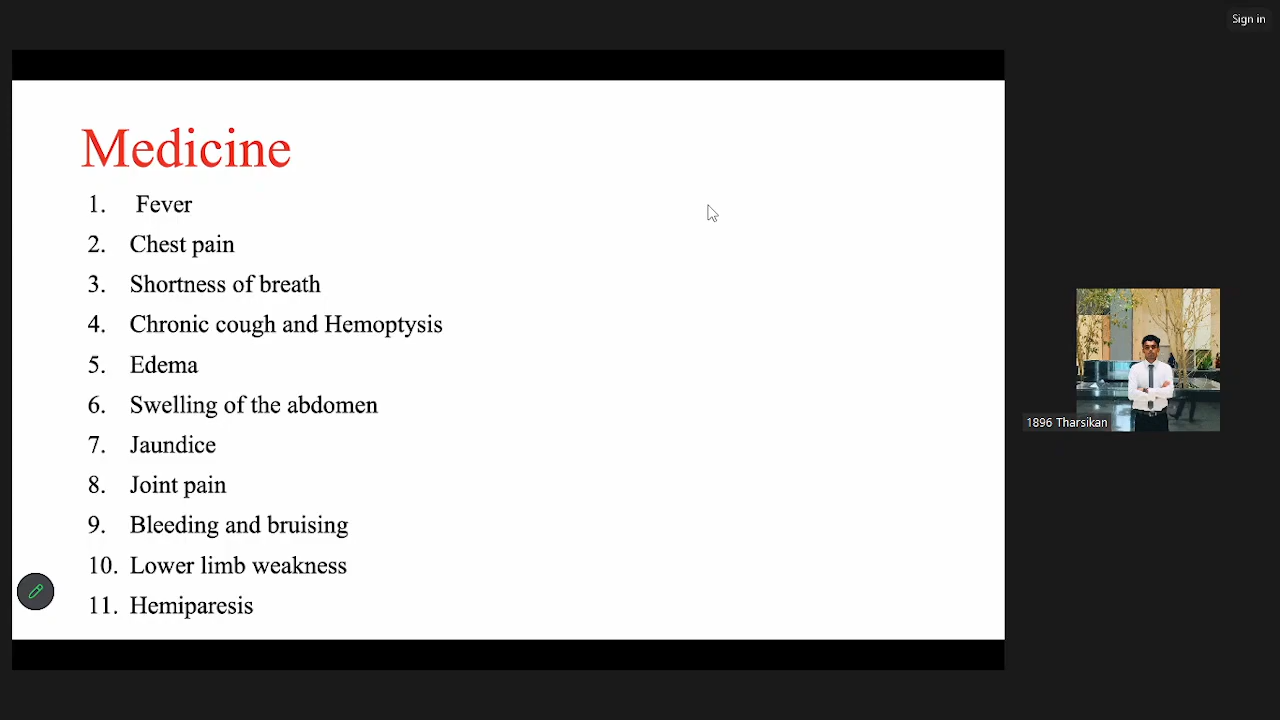 Sign in
Medicine
1. Fever
2. Chest pain
3. Shortness of breath
4. Chronic cough and Hemoptysis
5. Edema
6. Swelling of the abdomen
7. Jaundice
8. Joint pain
9. Bleeding and bruising
10. Lower limb weakness
11. Hemiparesis
1896 Tharsikan